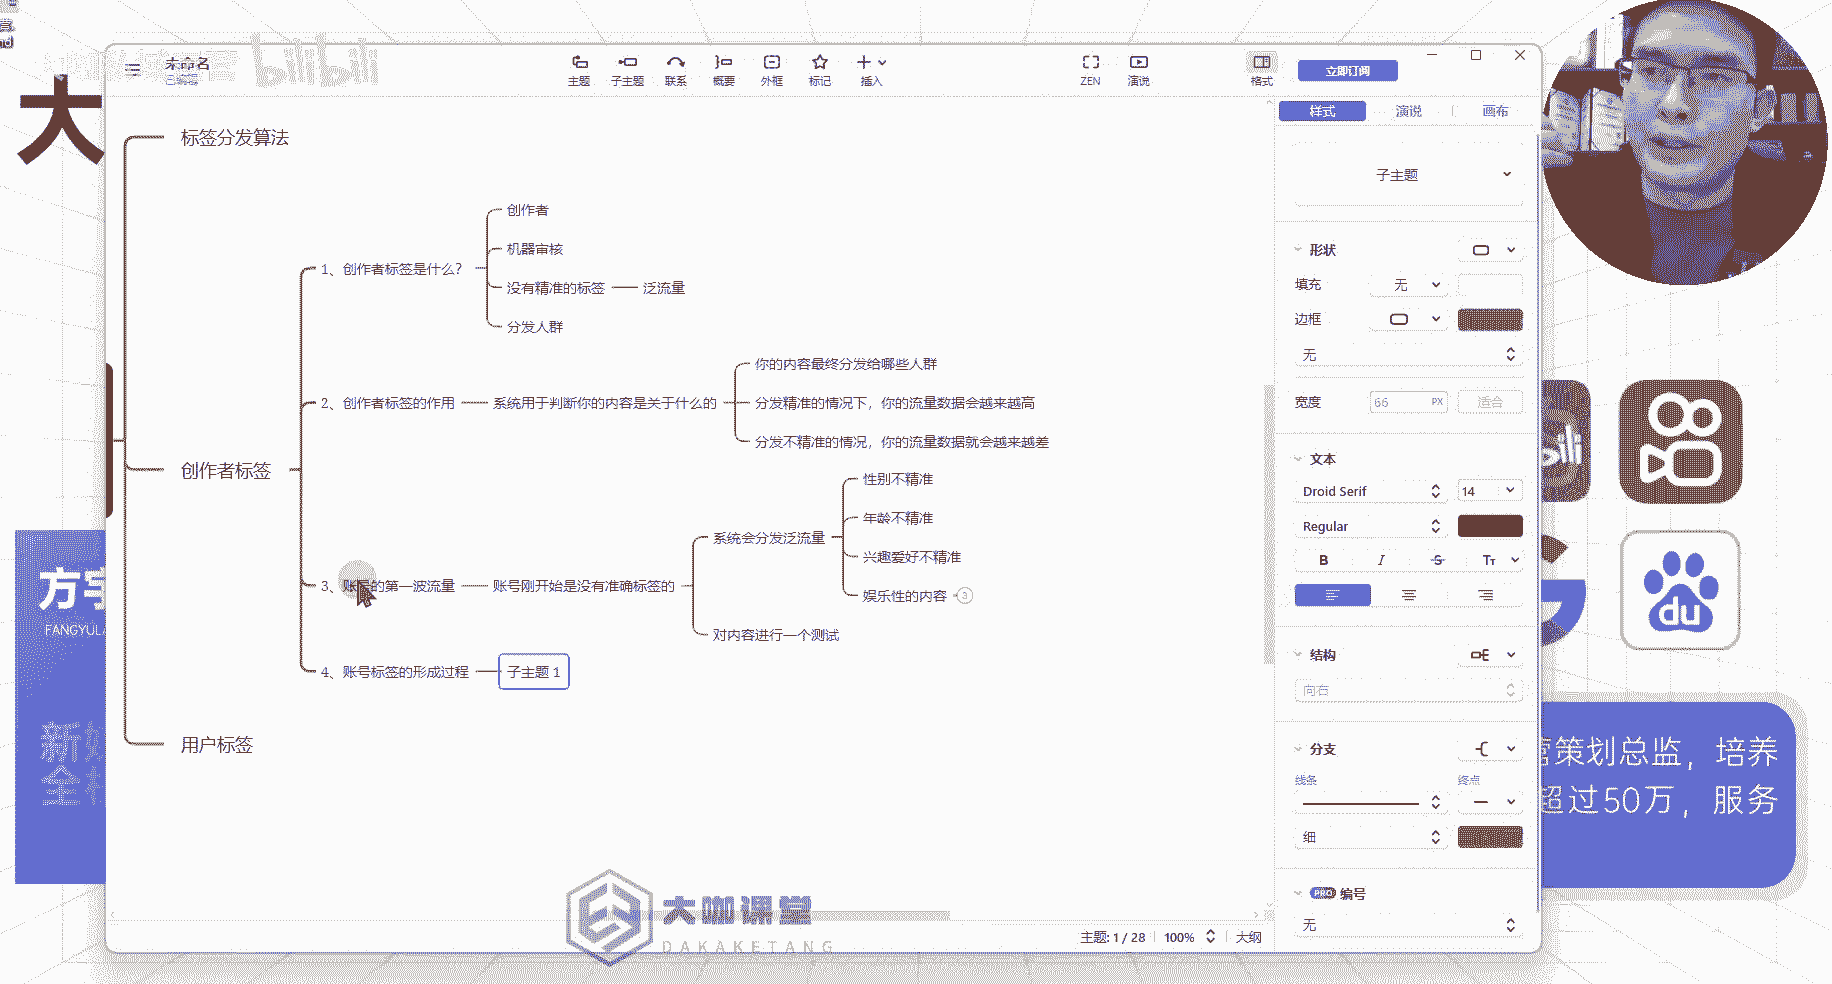 大
bilibili
未命名
已编辑
主题
子主题
联系
概要
外框
标记
插入
ZEN
演说
格式
立即订阅
样式
演说
画布
子主题
形状
填充
无
边框
无
宽度
66
PX
适合
文本
Droid Serif
14
Regular
B
I
S
Tт
结构
向右
分支
线条
终点
细
PRO
编号
无
标签分发算法
创作者标签
1、创作者标签是什么？
创作者
机器审核
没有精准的标签
泛流量
分发人群
2、创作者标签的作用
系统用于判断你的内容是关于什么的
你的内容最终分发给哪些人群
分发精准的情况下，你的流量数据会越来越高
分发不精准的情况，你的流量数据就会越来越差
3、账号的第一波流量
账号刚开始是没有准确标签的
系统会分发泛流量
性别不精准
年龄不精准
兴趣爱好不精准
娱乐性的内容
3
对内容进行一个测试
4、账号标签的形成过程
子主题 1
用户标签
主题: 1 / 28
100%
大纲
方
FANGYUL
新
全
du
营策划总监，培养
超过50万，服务
大咖课堂
DAKAKETANG